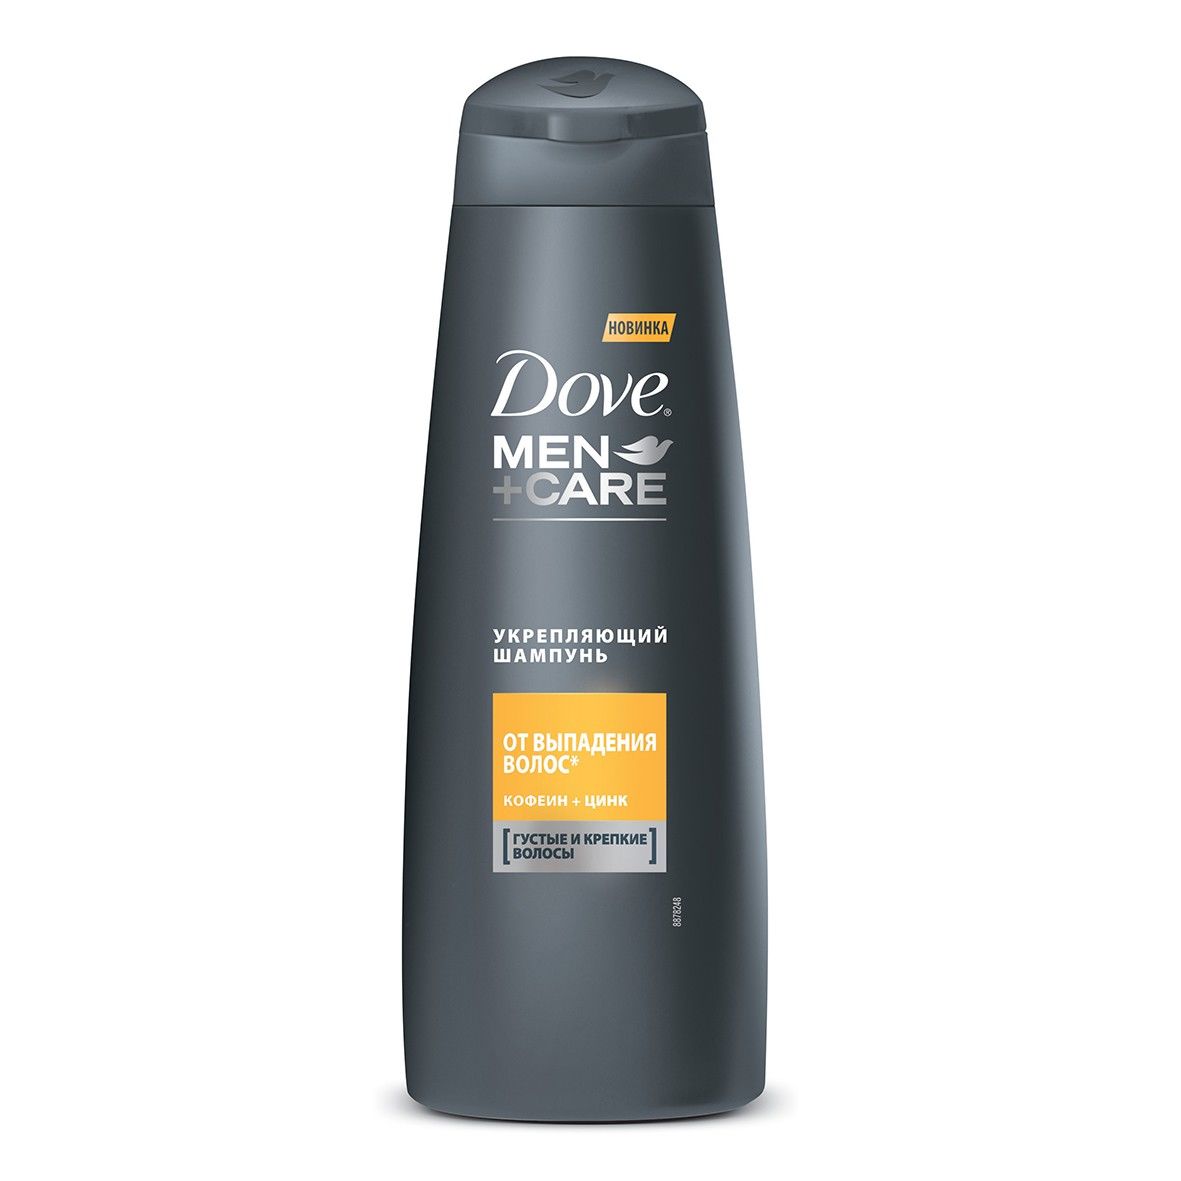 НОВИНКА
Dove®
MEN
+CARE
УКРЕПЛЯЮЩИЙ
ШАМПУНЬ
ОТ ВЫПАДЕНИЯ
ВОЛОС*
КОФЕИН + ЦИНК
[ГУСТЫЕ И КРЕПКИЕ
ВОЛОСЫ]
8878248